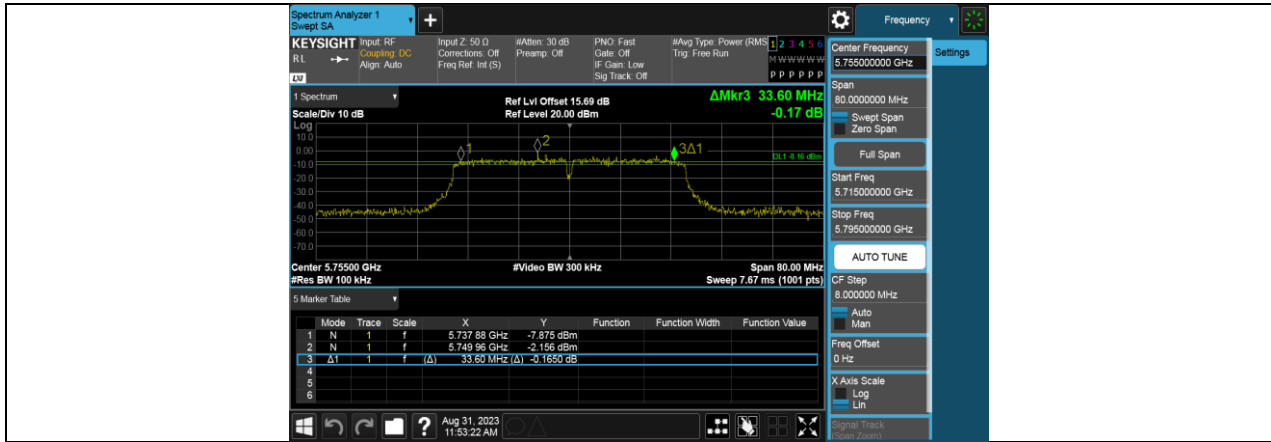 Spectrum Analyzer 1
Swept SA
Frequency
KEYSIGHT Input: RF
R L
Coupling: DC
Align: Auto
LXI
Input Z: 50 Ω
Corrections: Off
Freq Ref: Int (S)
#Atten: 30 dB
Preamp: Off
PNO: Fast
Gate: Off
IF Gain: Low
Sig Track: Off
#Avg Type: Power (RMS
Trig: Free Run
1 2 3 4 5 6
M W W W W W
P P P P P P
1 Spectrum
Scale/Div 10 dB
Ref Lvl Offset 15.69 dB
Ref Level 20.00 dBm
ΔMkr3 33.60 MHz
-0.17 dB
Log
10.0
0.00
-10.0
-20.0
-30.0
-40.0
-50.0
-60.0
-70.0
1
2
3Δ1
DL1 -8.16 dBm
Center 5.75500 GHz
#Video BW 300 kHz
Span 80.00 MHz
#Res BW 100 kHz
Sweep 7.67 ms (1001 pts)
5 Marker Table
Mode Trace Scale X Y Function Function Width Function Value
1 N 1 f 5.737 88 GHz -7.875 dBm
2 N 1 f 5.749 96 GHz -2.156 dBm
3 Δ1 1 f (Δ) 33.60 MHz (Δ) -0.1650 dB
4
5
6
?
Aug 31, 2023
11:53:22 AM
Center Frequency
5.755000000 GHz
Settings
Span
80.0000000 MHz
Swept Span
Zero Span
Full Span
Start Freq
5.715000000 GHz
Stop Freq
5.795000000 GHz
AUTO TUNE
CF Step
8.000000 MHz
Auto
Man
Freq Offset
0 Hz
X Axis Scale
Log
Lin
Signal Track
(Span Zoom)